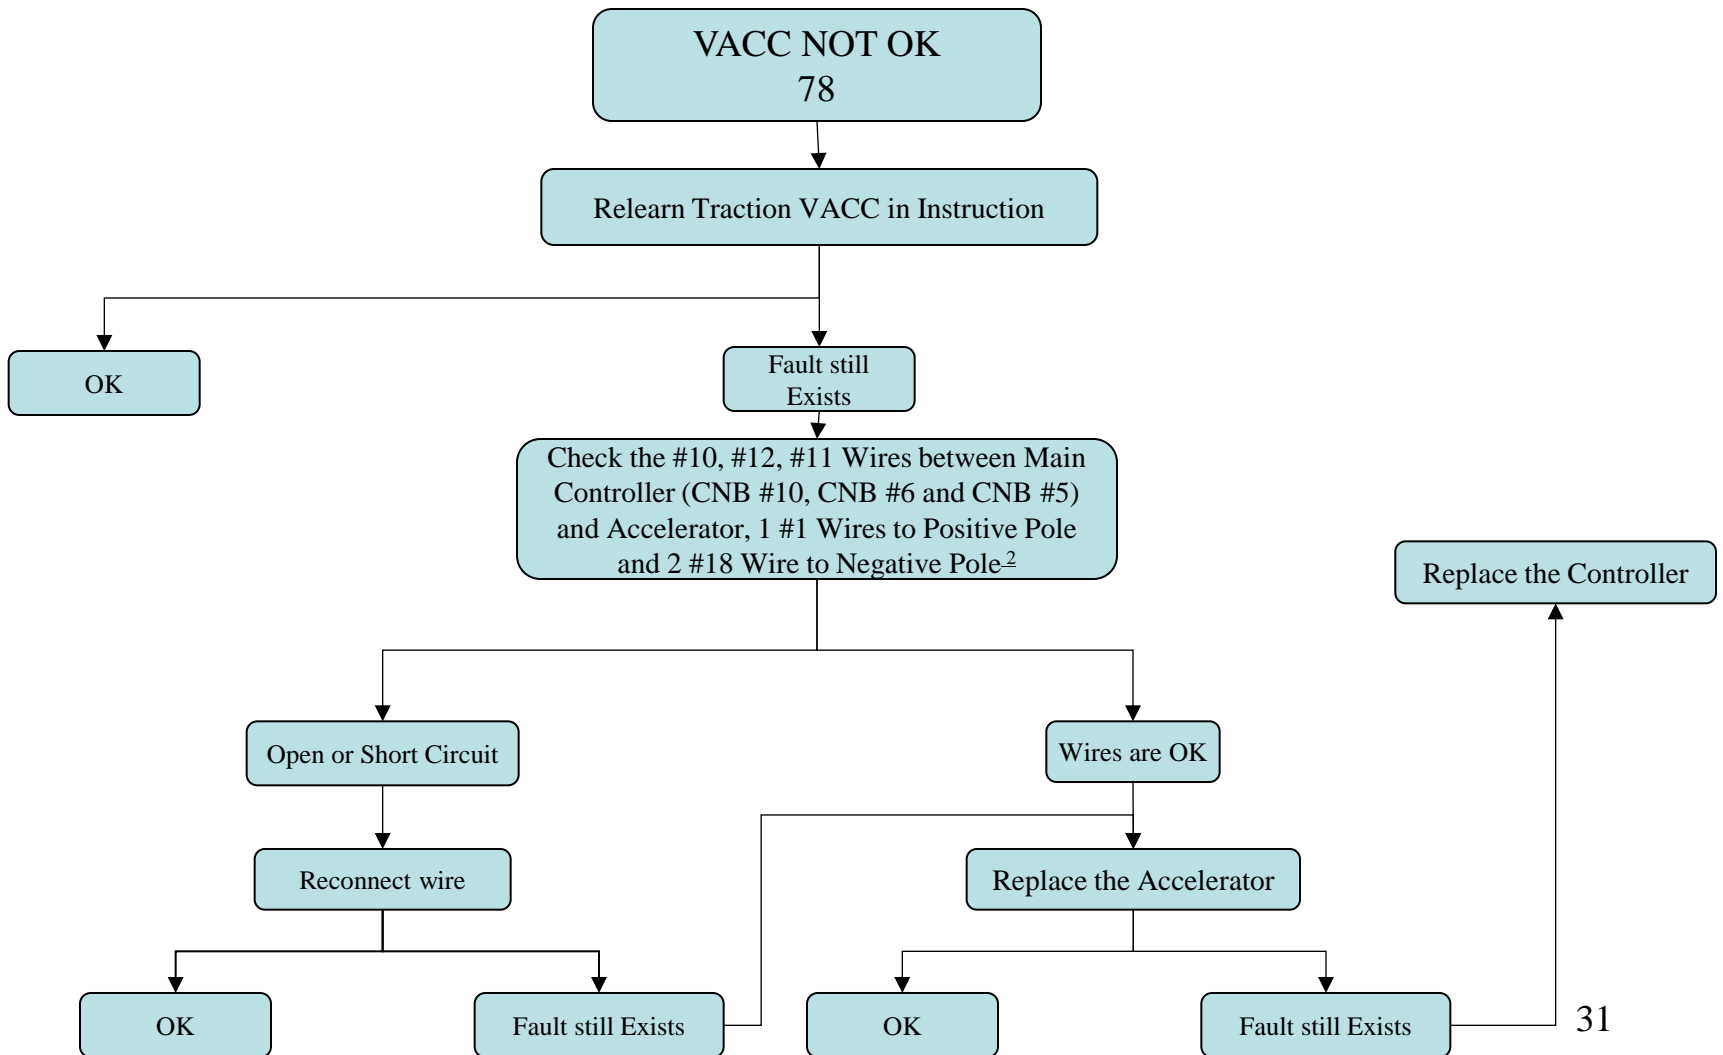 VACC NOT OK
78
Relearn Traction VACC in Instruction
OK
Fault still
Exists
Check the #10, #12, #11 Wires between Main
Controller (CNB #10, CNB #6 and CNB #5)
and Accelerator, 1 #1 Wires to Positive Pole
and 2 #18 Wire to Negative Pole 2
Replace the Controller
Open or Short Circuit
Wires are OK
Reconnect wire
Replace the Accelerator
OK
Fault still Exists
OK
Fault still Exists
31